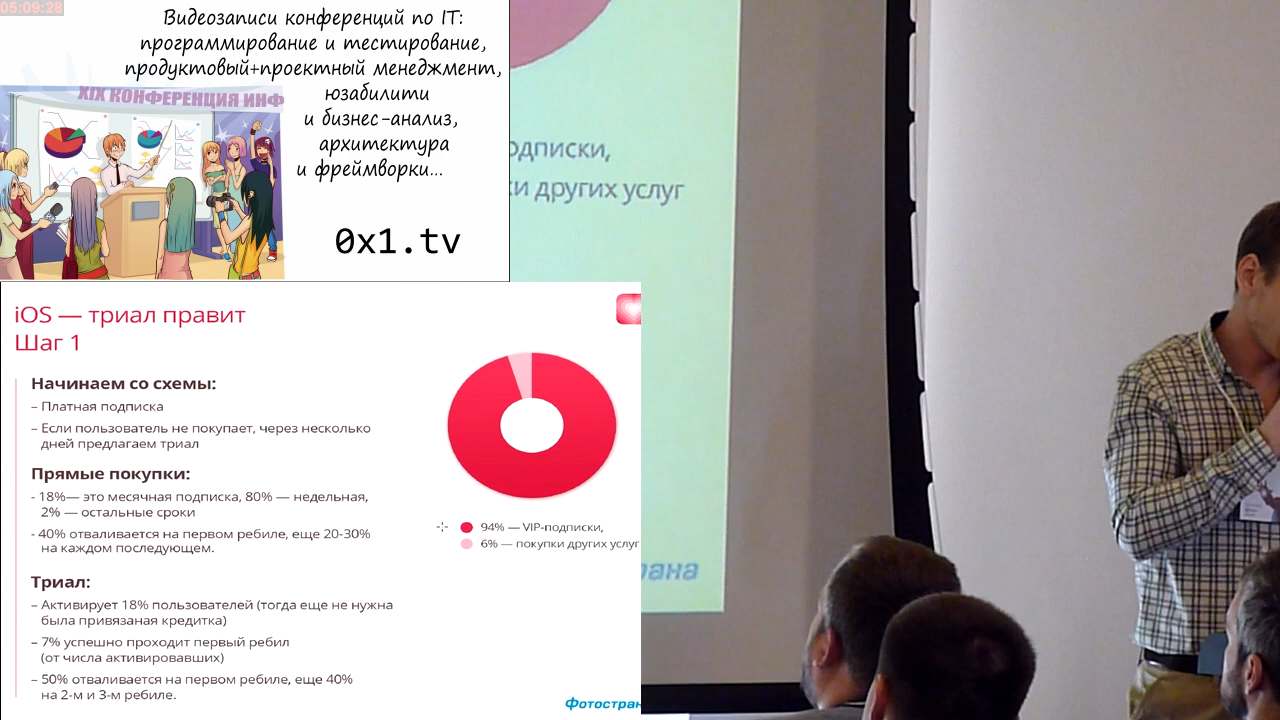 05:09:28
Видеозаписи конференций по IT:
программирование и тестирование,
продуктовый+проектный менеджмент,
юзабилити
и бизнес-анализ,
архитектура
и фреймворки...
XIX КОНФЕРЕНЦИЯ ИНФ
0x1.tv
одписки,
ки других услуг
рана
iOS — триал правит
Шаг 1
Начинаем со схемы:
– Платная подписка
– Если пользователь не покупает, через несколько
дней предлагаем триал
Прямые покупки:
- 18%— это месячная подписка, 80% — недельная,
2% — остальные сроки
- 40% отваливается на первом ребиле, еще 20-30%
на каждом последующем.
Триал:
– Активирует 18% пользователей (тогда еще не нужна
была привязаная кредитка)
– 7% успешно проходит первый ребил
(от числа активировавших)
– 50% отваливается на первом ребиле, еще 40%
на 2-м и 3-м ребиле.
94% — VIP-подписки,
6% — покупки других услуг
Фотостран